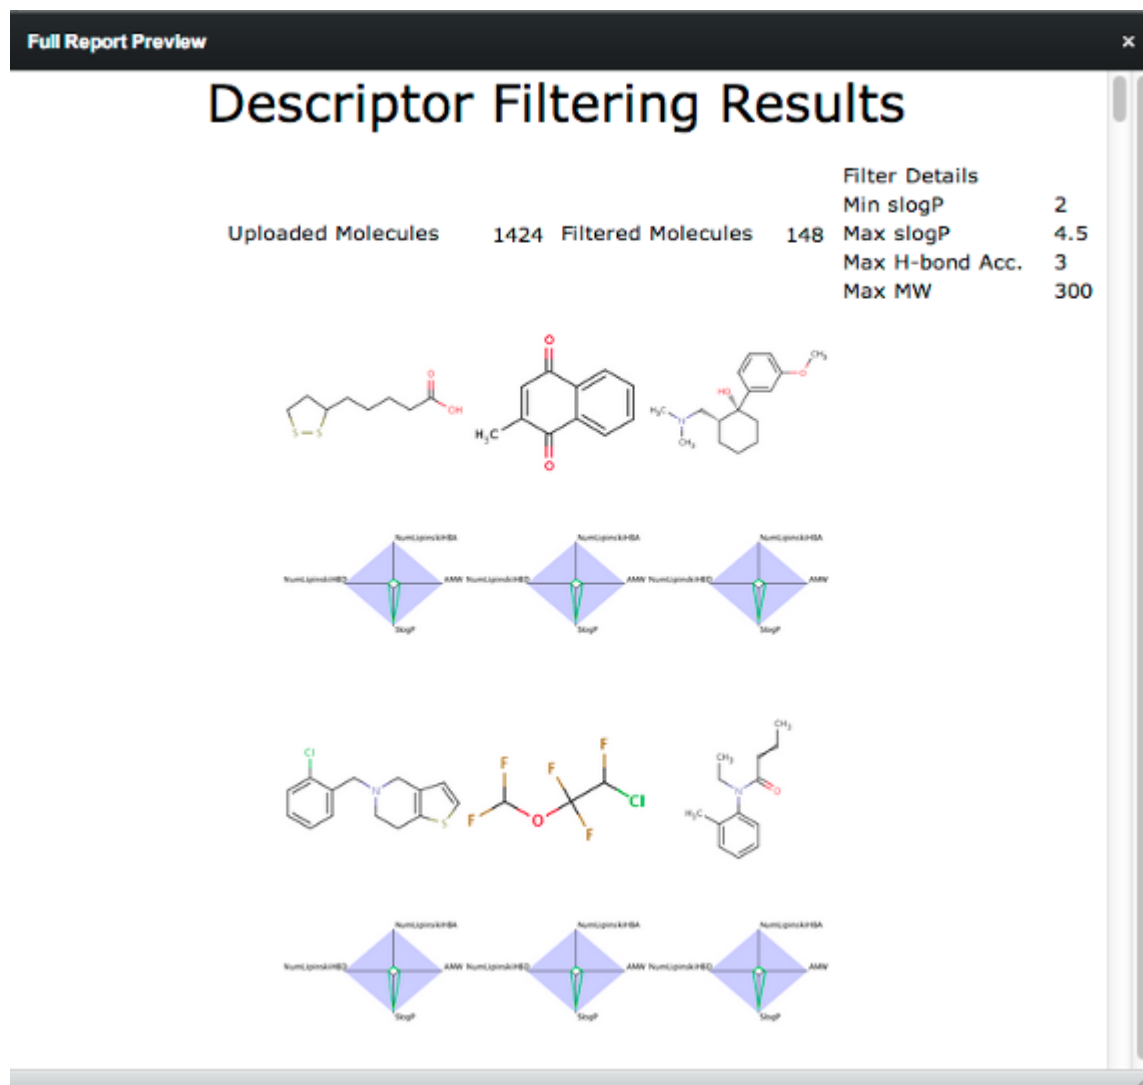 Full Report Preview ×
Descriptor Filtering Results
Filter Details
Min slogP 2
Uploaded Molecules 1424 Filtered Molecules 148 Max slogP 4.5
Max H-bond Acc. 3
Max MW 300
O
O
CH₃
O
HO
OH
H₃C
N
S S
H₃C
CH₃
O
NumLipinskiHBA NumLipinskiHBA NumLipinskiHBA
NumLipinskiHBD AMW NumLipinskiHBD AMW NumLipinskiHBD AMW
SlogP SlogP SlogP
CH₃
F
Cl
F F
CH₃
N
Cl
O
N
F O
S
F
H₃C
NumLipinskiHBA NumLipinskiHBA NumLipinskiHBA
NumLipinskiHBD AMW NumLipinskiHBD AMW NumLipinskiHBD AMW
SlogP SlogP SlogP